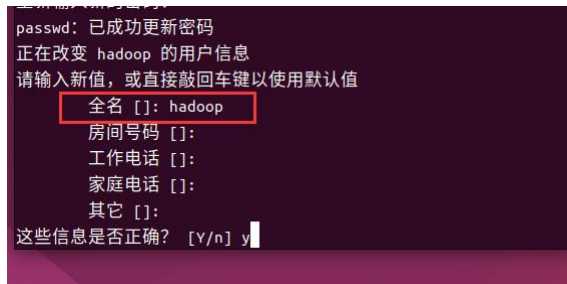 passwd：已成功更新密码
正在改变 hadoop 的用户信息
请输入新值，或直接敲回车键以使用默认值
全名 []: hadoop
房间号码 []:
工作电话 []:
家庭电话 []:
其它 []:
这些信息是否正确？ [Y/n] y